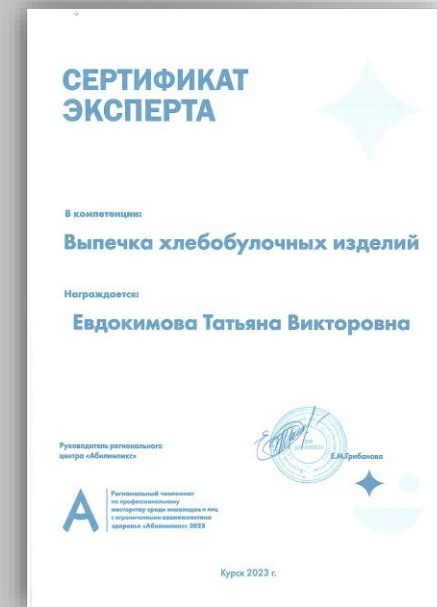 СЕРТИФИКАТ
ЭКСПЕРТА
В компетенции:
Выпечка хлебобулочных изделий
Награждается:
Евдокимова Татьяна Викторовна
Руководитель регионального
центра «Абилимпикс»
Е.М.Грибанова
Региональный чемпионат
по профессиональному
мастерству среди инвалидов и лиц
с ограниченными возможностями
здоровья «Абилимпикс» 2023
Курск 2023 г.